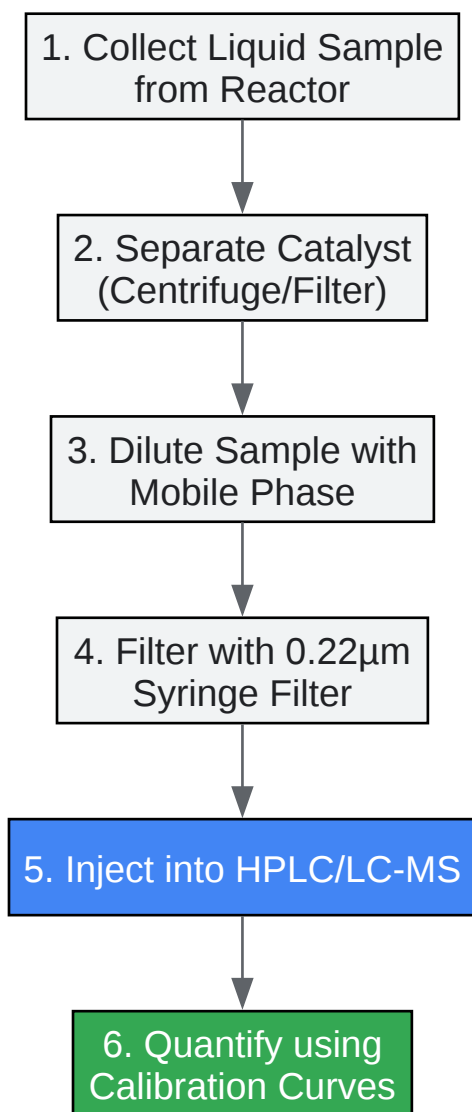 1. Collect Liquid Sample
from Reactor
2. Separate Catalyst
(Centrifuge/Filter)
3. Dilute Sample with
Mobile Phase
4. Filter with 0.22µm
Syringe Filter
5. Inject into HPLC/LC-MS
6. Quantify using
Calibration Curves